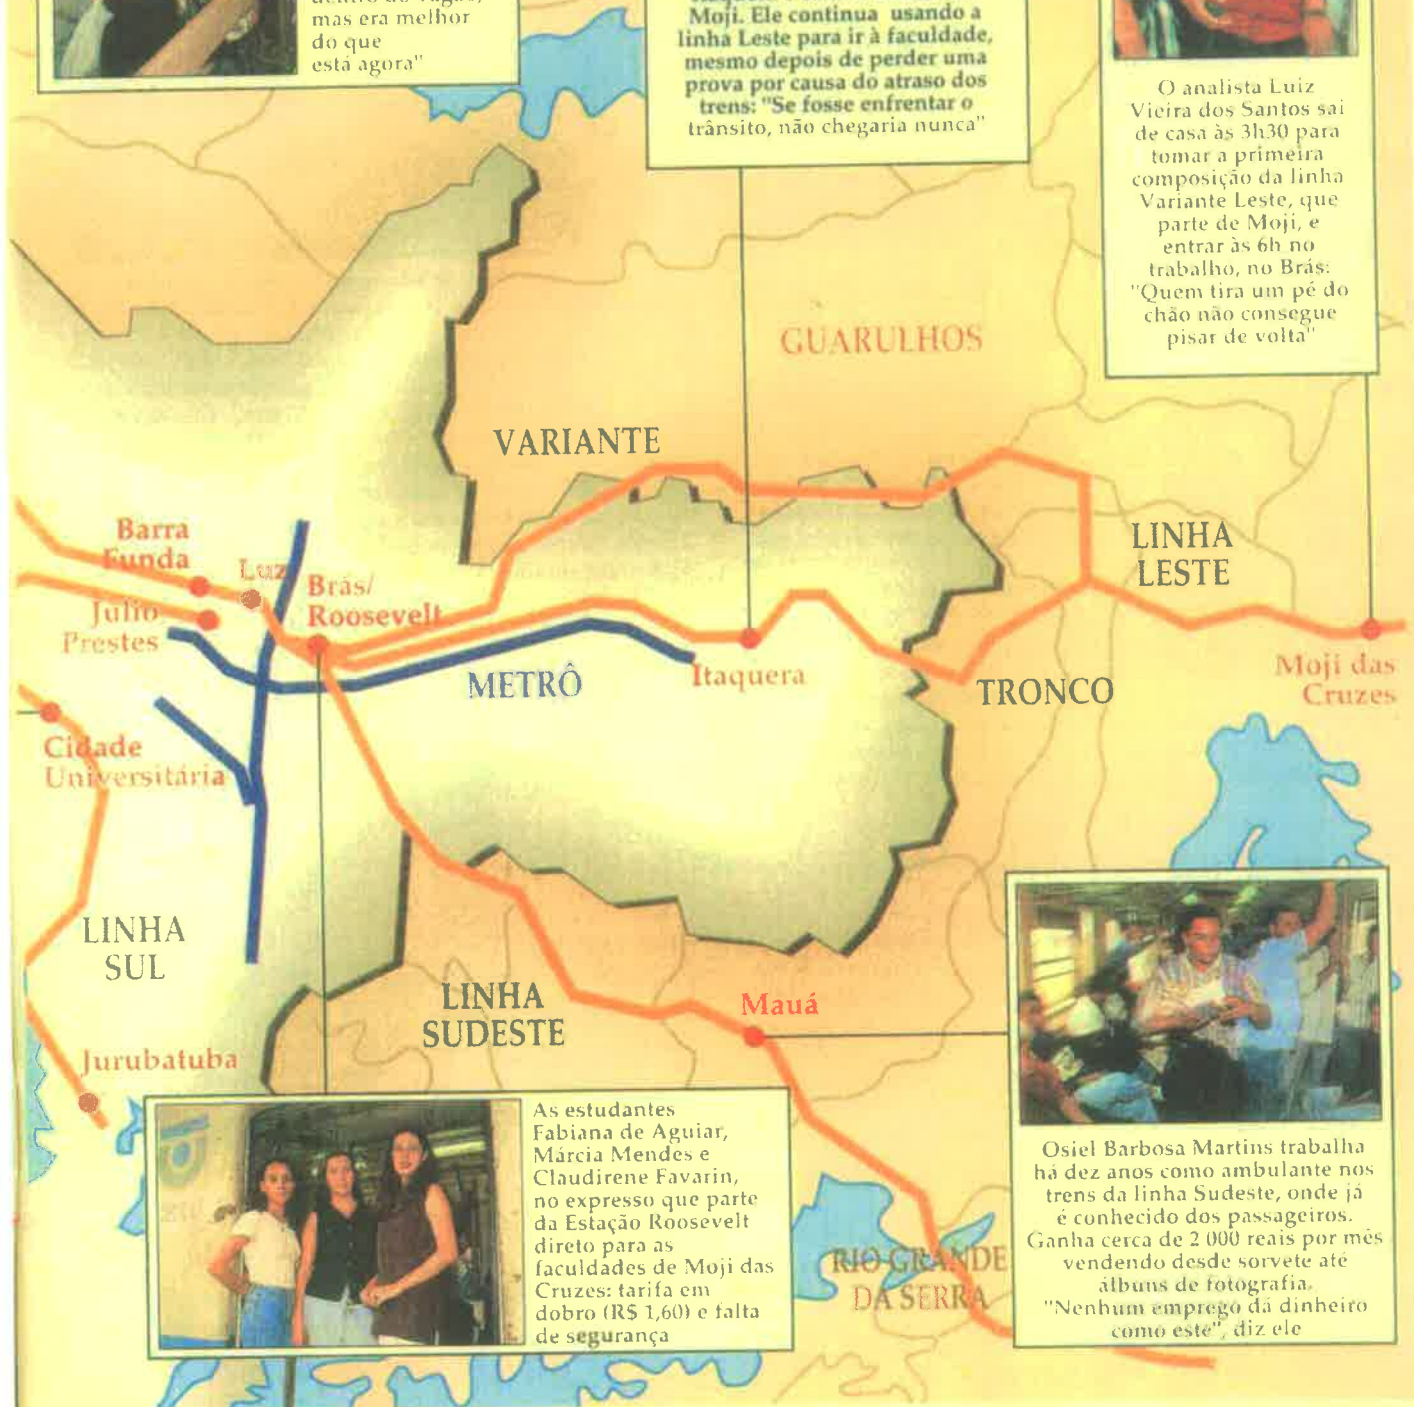 mas era melhor
do que
está agora"
Moji. Ele continua usando a
linha Leste para ir à faculdade,
mesmo depois de perder uma
prova por causa do atraso dos
trens: "Se fosse enfrentar o
trânsito, não chegaria nunca"
O analista Luiz
Vieira dos Santos sai
de casa às 3h30 para
tomar a primeira
composição da linha
Variante Leste, que
parte de Moji, e
entrar às 6h no
trabalho, no Brás:
"Quem tira um pé do
chão não consegue
pisar de volta"
GUARULHOS
VARIANTE
Barra
Funda
Luz
Brás/
Roosevelt
Julio
Prestes
LINHA
LESTE
METRÔ
Itaquera
TRONCO
Moji das
Cruzes
Cidade
Universitária
LINHA
SUL
LINHA
SUDESTE
Mauá
Jurubatuba
As estudantes
Fabiana de Aguiar,
Márcia Mendes e
Claudirene Favarin,
no expresso que parte
da Estação Roosevelt
direto para as
faculdades de Moji das
Cruzes: tarifa em
dobro (R$ 1,60) e falta
de segurança
RIO GRANDE
DA SERRA
Osiel Barbosa Martins trabalha
há dez anos como ambulante nos
trens da linha Sudeste, onde já
é conhecido dos passageiros.
Ganha cerca de 2 000 reais por mês
vendendo desde sorvete até
álbuns de fotografia.
"Nenhum emprego dá dinheiro
como este", diz ele